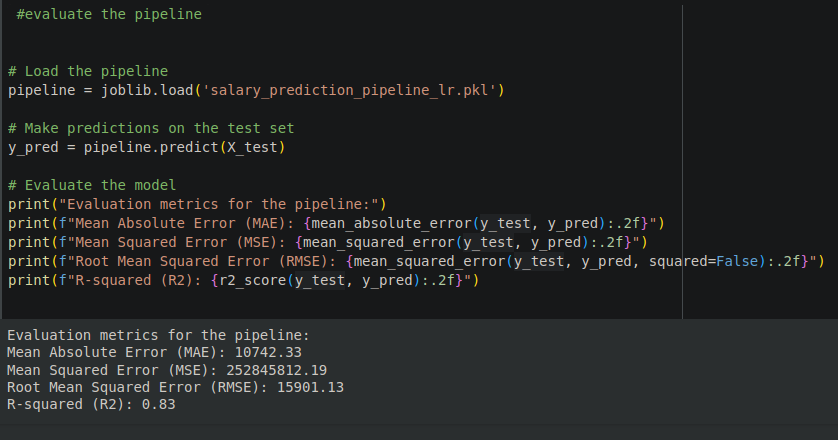 #evaluate the pipeline
# Load the pipeline
pipeline = joblib.load('salary_prediction_pipeline_lr.pkl')
# Make predictions on the test set
y_pred = pipeline.predict(X_test)
# Evaluate the model
print("Evaluation metrics for the pipeline:")
print(f"Mean Absolute Error (MAE): {mean_absolute_error(y_test, y_pred):.2f}")
print(f"Mean Squared Error (MSE): {mean_squared_error(y_test, y_pred):.2f}")
print(f"Root Mean Squared Error (RMSE): {mean_squared_error(y_test, y_pred, squared=False):.2f}")
print(f"R-squared (R2): {r2_score(y_test, y_pred):.2f}")
Evaluation metrics for the pipeline:
Mean Absolute Error (MAE): 10742.33
Mean Squared Error (MSE): 252845812.19
Root Mean Squared Error (RMSE): 15901.13
R-squared (R2): 0.83